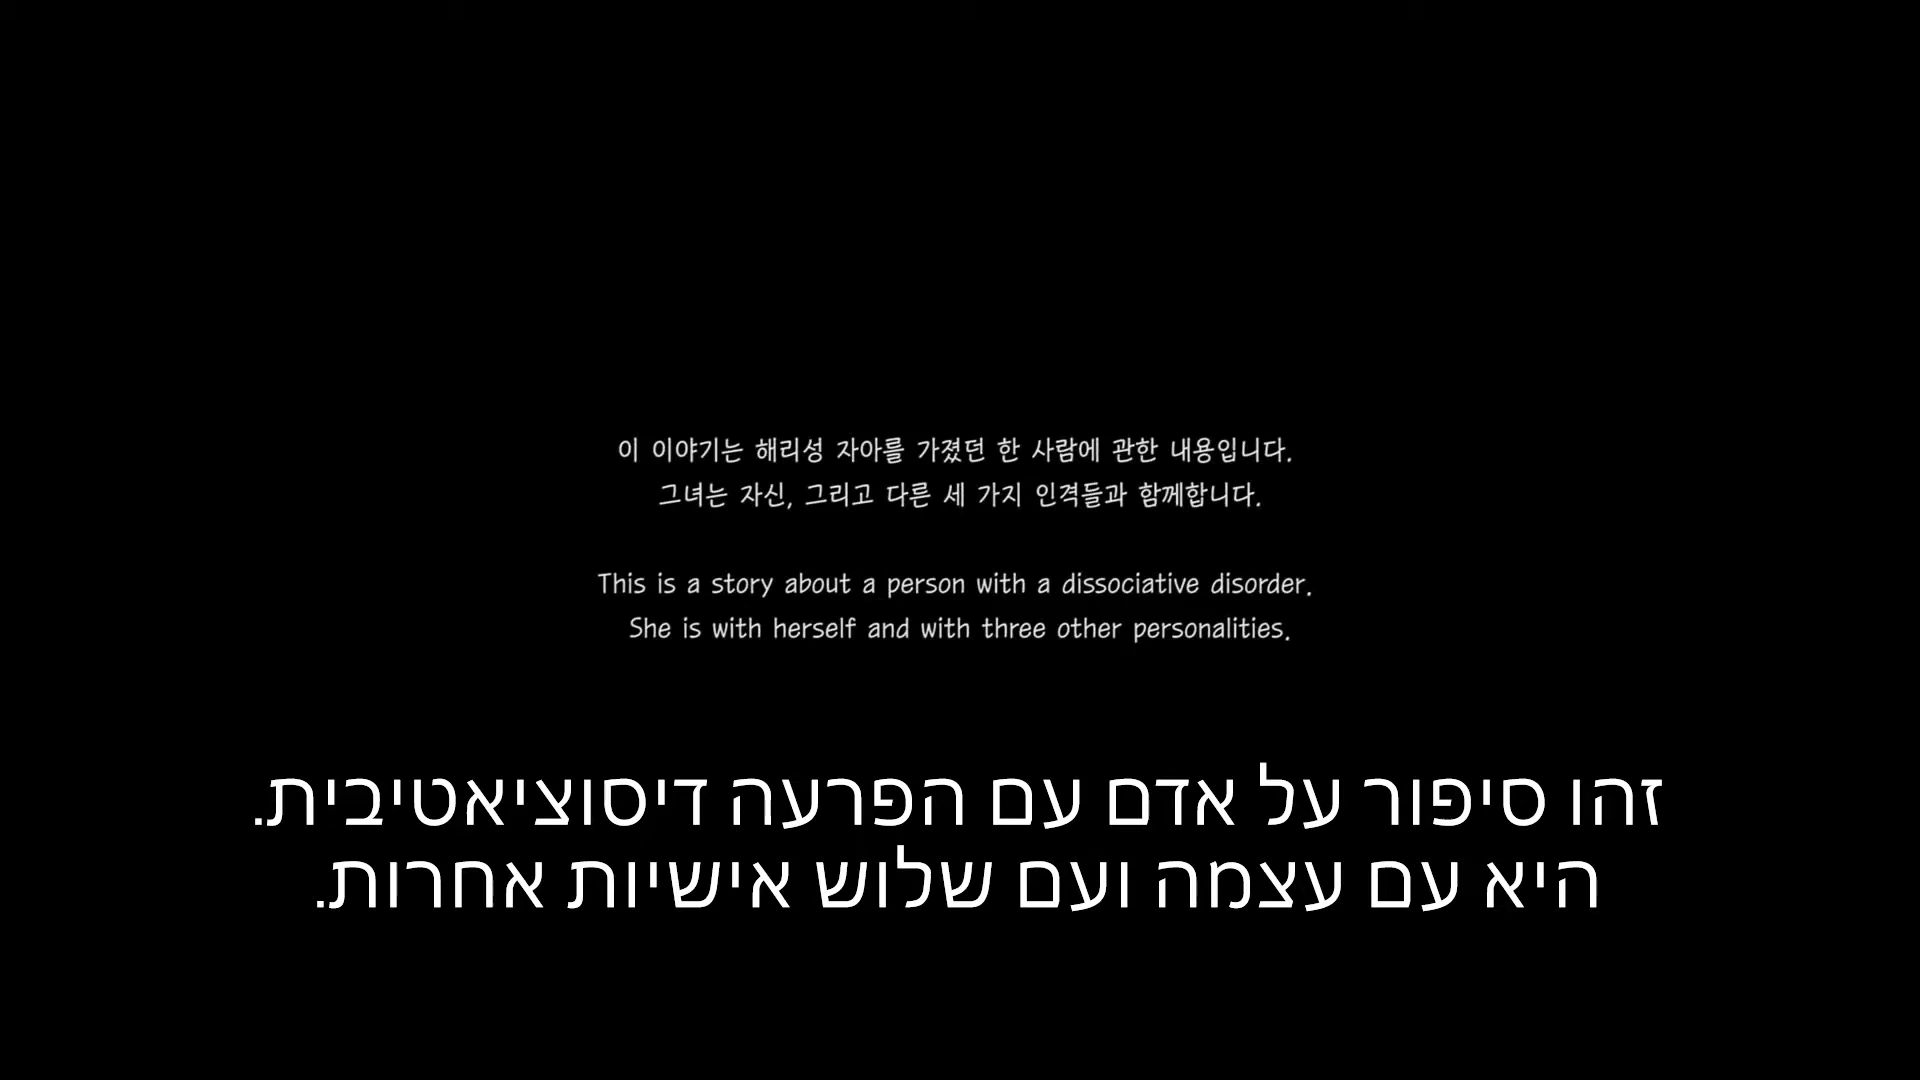 이 이야기는 해리성 자아를 가졌던 한 사람에 관한 내용입니다.
그녀는 자신, 그리고 다른 세 가지 인격들과 함께합니다.
This is a story about a person with a dissociative disorder.
She is with herself and with three other personalities.
זהו סיפור על אדם עם הפרעה דיסוציאטיבית.
היא עם עצמה ועם שלוש אישיות אחרות.